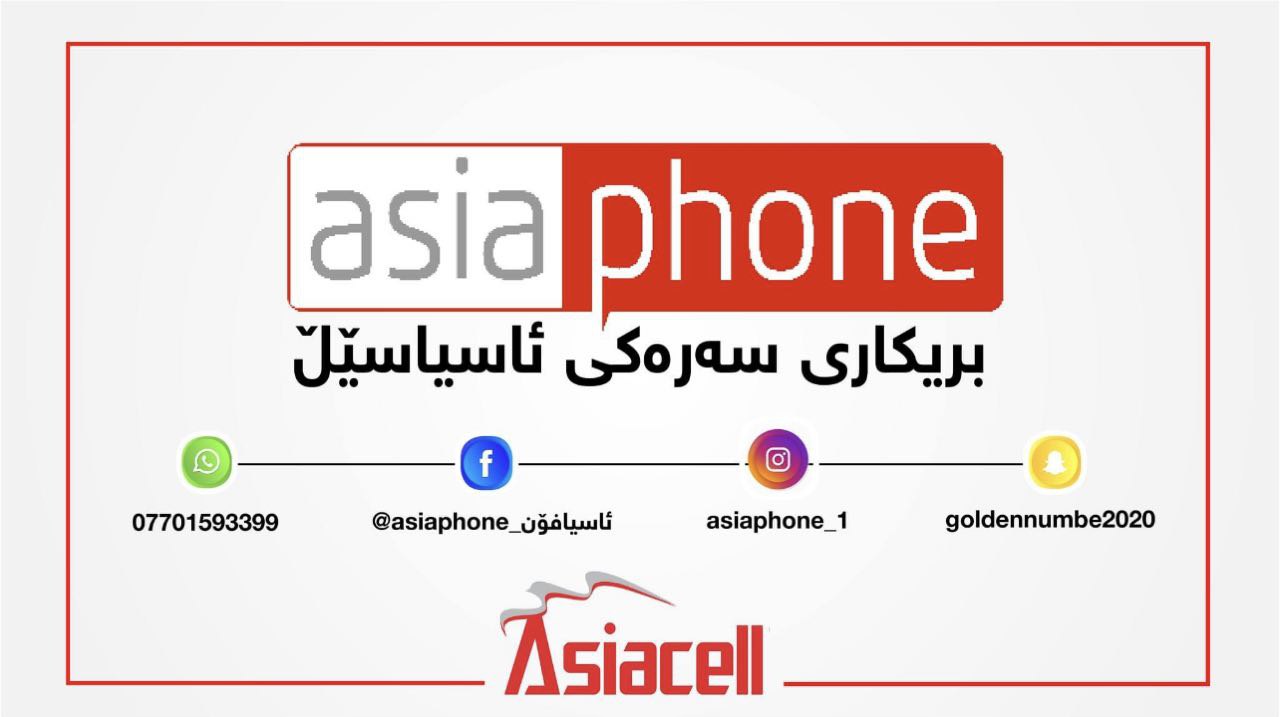 asiaphone
بریکاری سەرەکی ئاسیاسێڵ
07701593399
@asiaphone_ئاسیافۆن
asiaphone_1
goldennumbe2020
Asiacell